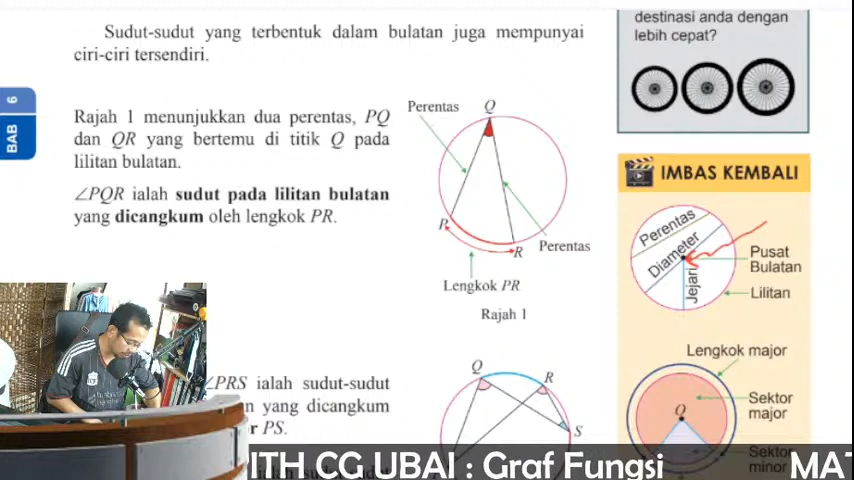 Sudut-sudut yang terbentuk dalam bulatan juga mempunyai
ciri-ciri tersendiri.
BAB 6
Rajah 1 menunjukkan dua perentas, PQ
dan QR yang bertemu di titik Q pada
lilitan bulatan.
∠PQR ialah sudut pada lilitan bulatan
yang dicangkum oleh lengkok PR.
Perentas
Q
P
R
Perentas
Lengkok PR
Rajah 1
destinasi anda dengan
lebih cepat?
IMBAS KEMBALI
Perentas
Diameter
Jejari
Pusat
Bulatan
Lilitan
Lengkok major
O
Sektor
major
Sektor
minor
∠PRS ialah sudut-sudut
yang dicangkum
PS.
Q
R
S
ITH CC UBAI : Graf Fungsi
MAT